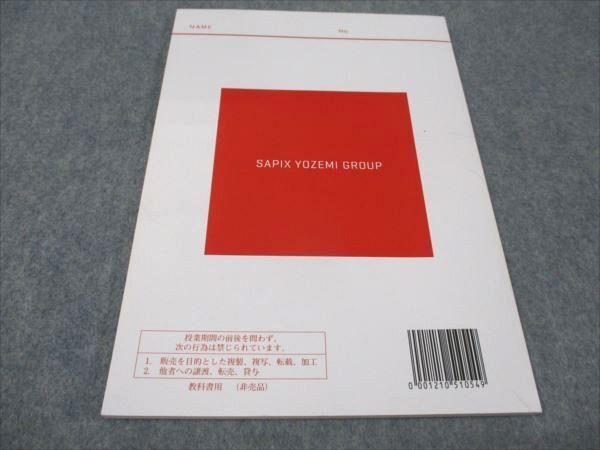 NAME No.
SAPIX YOZEMI GROUP
授業期間の前後を問わず、
次の行為は禁じられています。
1. 販売を目的とした複製、複写、転載、加工
2. 他者への譲渡、転売、貸与
教科書用 (非売品)
0 001210 510549